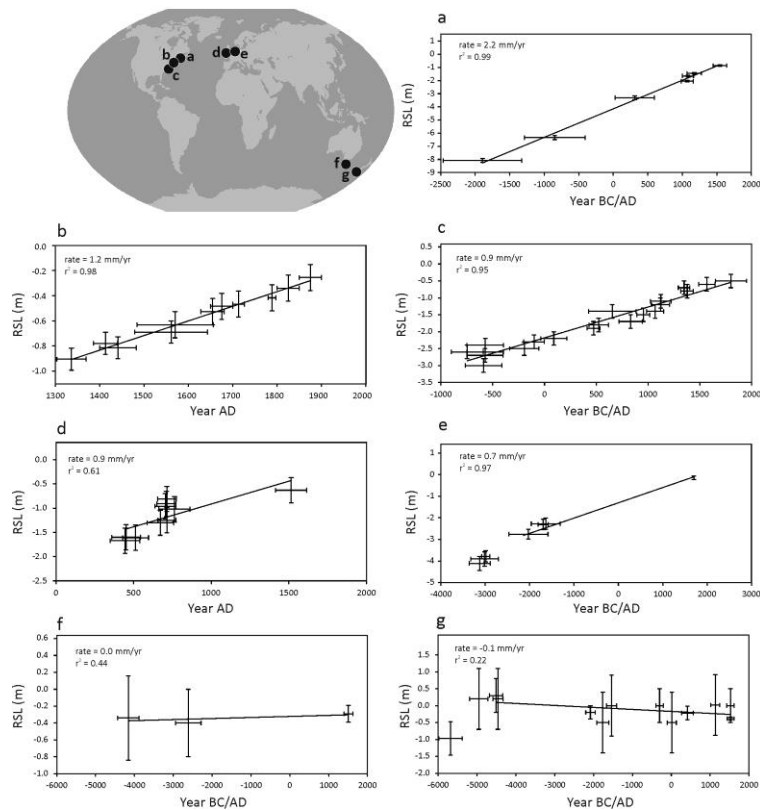 a
b
a
c
d
e
f
g
rate = 2.2 mm/yr
r² = 0.99
RSL (m)
1
0
-1
-2
-3
-4
-5
-6
-7
-8
-9
-2500 -2000 -1500 -1000 -500 0 500 1000 1500 2000
Year BC/AD
b
rate = 1.2 mm/yr
r² = 0.98
RSL (m)
0.0
-0.2
-0.4
-0.6
-0.8
-1.0
1300 1400 1500 1600 1700 1800 1900 2000
Year AD
c
rate = 0.9 mm/yr
r² = 0.95
RSL (m)
0.5
-0.5
-1.0
-1.5
-2.0
-2.5
-3.0
-3.5
-1000 -500 0 500 1000 1500 2000
Year BC/AD
d
rate = 0.9 mm/yr
r² = 0.61
RSL (m)
0.0
-0.5
-1.0
-1.5
-2.0
-2.5
0 500 1000 1500 2000
Year AD
e
rate = 0.7 mm/yr
r² = 0.97
RSL (m)
1
0
-1
-2
-3
-4
-5
-4000 -3000 -2000 -1000 0 1000 2000 3000
Year BC/AD
f
rate = 0.0 mm/yr
r² = 0.44
RSL (m)
0.6
0.4
0.2
0.0
-0.2
-0.4
-0.6
-0.8
-1.0
-6000 -5000 -4000 -3000 -2000 -1000 0 1000 2000
Year BC/AD
g
rate = -0.1 mm/yr
r² = 0.22
RSL (m)
1.5
1.0
0.5
0.0
-0.5
-1.0
-1.5
-2.0
-6000 -5000 -4000 -3000 -2000 -1000 0 1000 2000
Year BC/AD